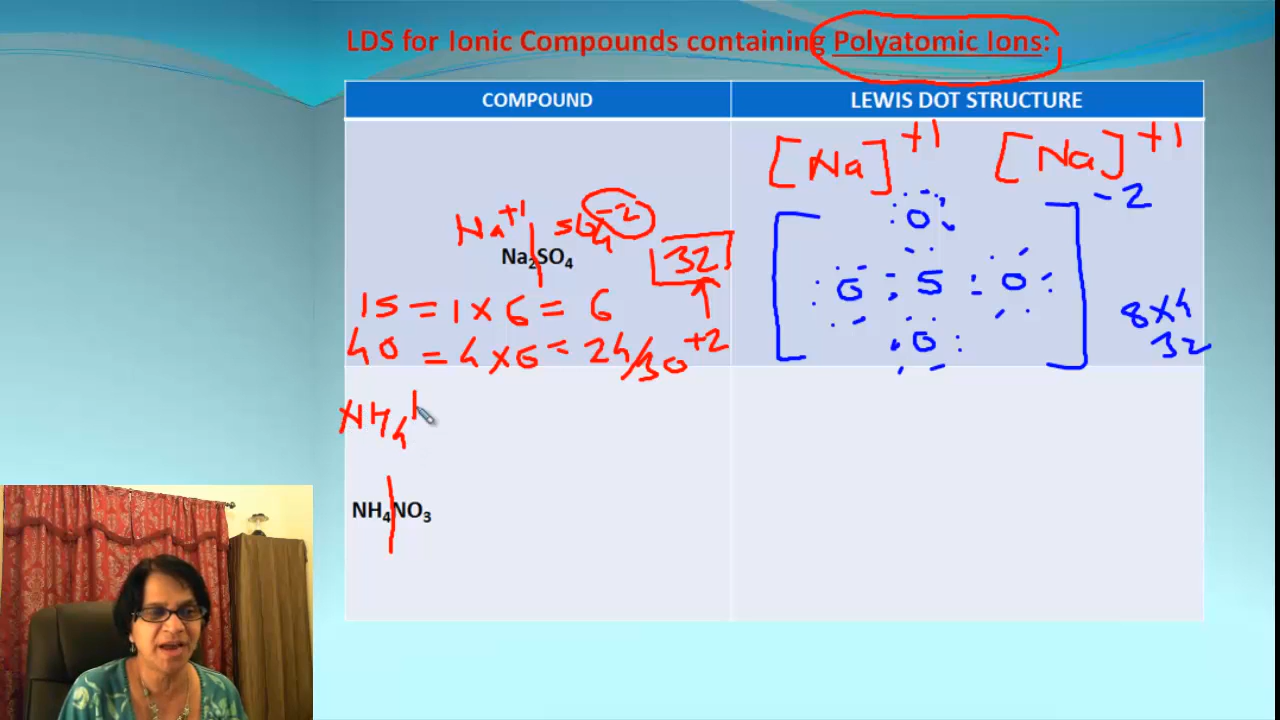 LDS for Ionic Compounds containing Polyatomic Ions:
COMPOUND
LEWIS DOT STRUCTURE
[Na]+1 [Na]+1
Na+1 SO4-2
Na2SO4
32
1S = 1 x 6 = 6
4O = 4 x 6 = 24/30+2
-2
O
O S O
O
8x4
32
NH4
NH4NO3